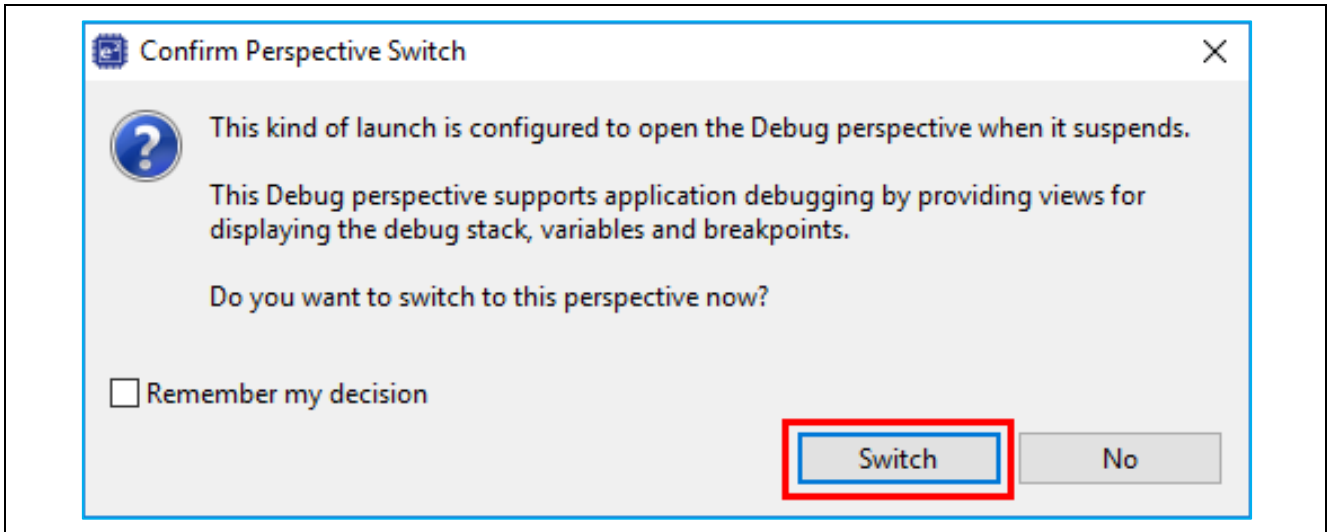 Confirm Perspective Switch
This kind of launch is configured to open the Debug perspective when it suspends.
This Debug perspective supports application debugging by providing views for
displaying the debug stack, variables and breakpoints.
Do you want to switch to this perspective now?
Remember my decision
Switch
No